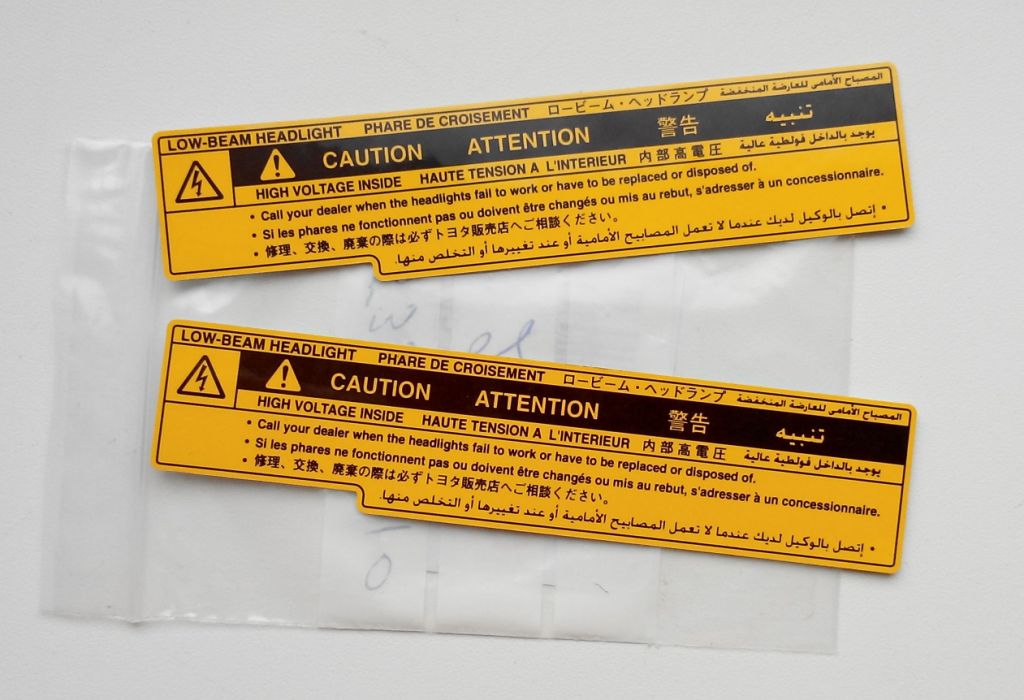 LOW-BEAM HEADLIGHT PHARE DE CROISEMENT ロービーム・ヘッドランプ المصباح الأمامى للعارضة المنخفضة
CAUTION ATTENTION 警告 تنبيه
HIGH VOLTAGE INSIDE HAUTE TENSION A L'INTERIEUR 内部高電圧 يوجد بالداخل فولطية عالية
• Call your dealer when the headlights fail to work or have to be replaced or disposed of.
• Si les phares ne fonctionnent pas ou doivent être changés ou mis au rebut, s'adresser à un concessionnaire.
• 修理、交換、廃棄の際は必ずトヨタ販売店へご相談ください。
• إتصل بالوكيل لديك عندما لا تعمل المصابيح الأمامية أو عند تغييرها أو التخلص منها.
LOW-BEAM HEADLIGHT PHARE DE CROISEMENT ロービーム・ヘッドランプ المصباح الأمامى للعارضة المنخفضة
CAUTION ATTENTION 警告 تنبيه
HIGH VOLTAGE INSIDE HAUTE TENSION A L'INTERIEUR 内部高電圧 يوجد بالداخل فولطية عالية
• Call your dealer when the headlights fail to work or have to be replaced or disposed of.
• Si les phares ne fonctionnent pas ou doivent être changés ou mis au rebut, s'adresser à un concessionnaire.
• 修理、交換、廃棄の際は必ずトヨタ販売店へご相談ください。
• إتصل بالوكيل لديك عندما لا تعمل المصابيح الأمامية أو عند تغييرها أو التخلص منها.